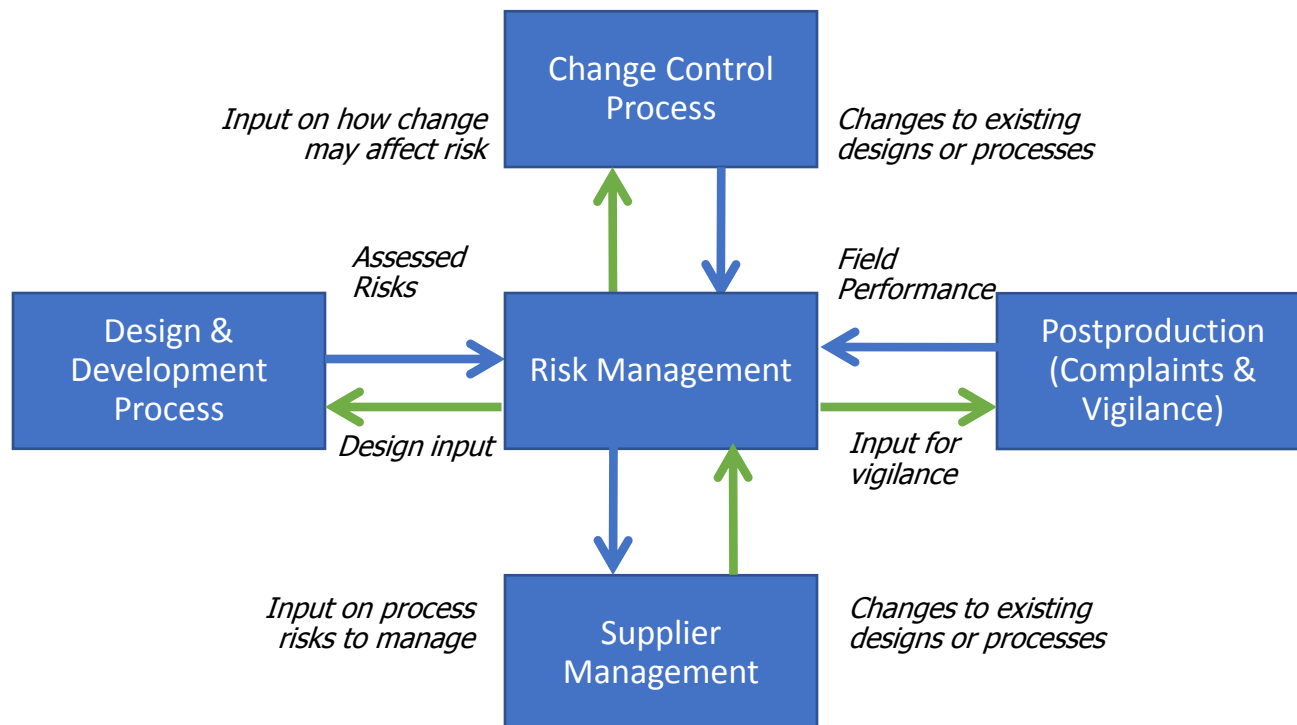 Change Control
Process
Input on how change
may affect risk
Changes to existing
designs or processes
Assessed
Risks
Field
Performance
Design &
Development
Process
Risk Management
Postproduction
(Complaints &
Vigilance)
Design input
Input for
vigilance
Input on process
risks to manage
Supplier
Management
Changes to existing
designs or processes